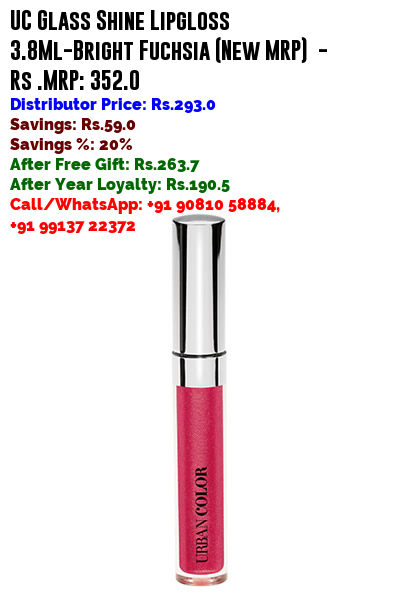 UC Glass Shine Lipgloss
3.8Ml-Bright Fuchsia (New MRP) -
Rs .MRP: 352.0
Distributor Price: Rs.293.0
Savings: Rs.59.0
Savings %: 20%
After Free Gift: Rs.263.7
After Year Loyalty: Rs.190.5
Call/WhatsApp: +91 90810 58884,
+91 99137 22372
URBAN COLOR